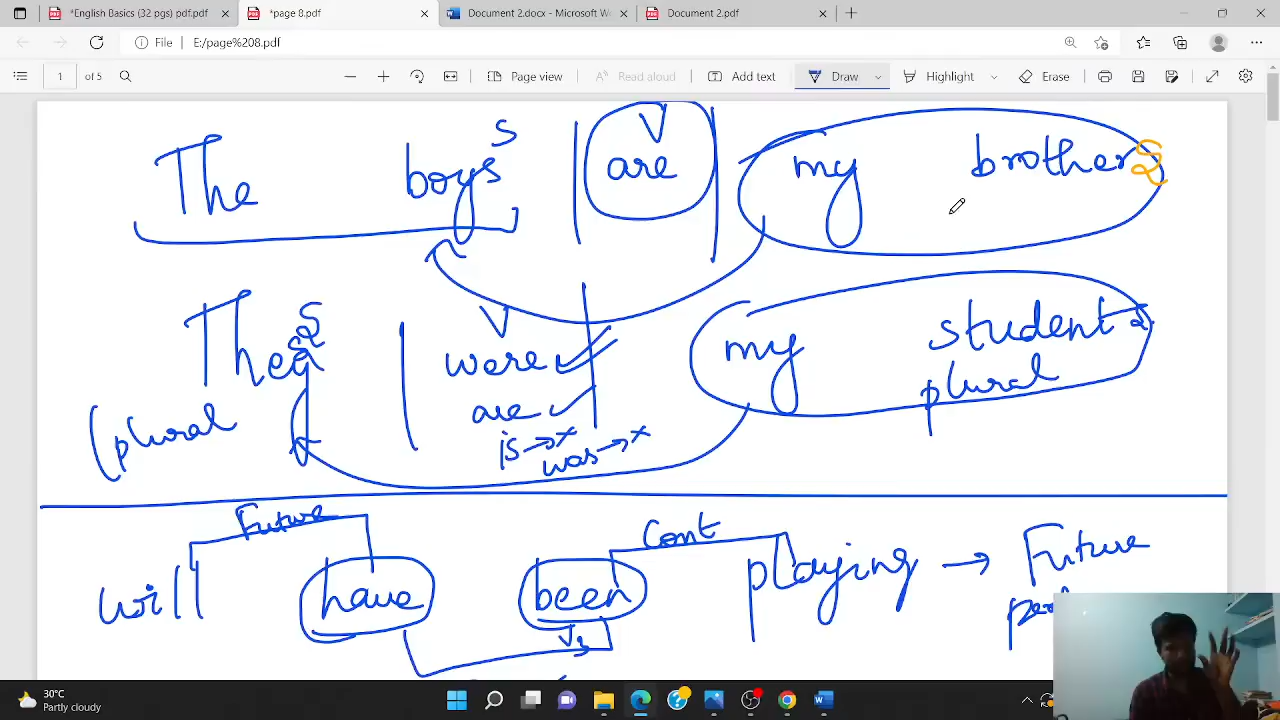 *English Basics (32 pgs) pdf.pdf
*page 8.pdf
Document 2.docx - Microsoft W
Document 2.pdf
File E:/page%208.pdf
1 of 5 Page view Read aloud Add text Draw Highlight Erase
S V
The boys are my brothers
S V
They were my students
(plural are plural
is → x
was → x
Future Cont
will have been playing → Future
V3
30°C
Partly cloudy